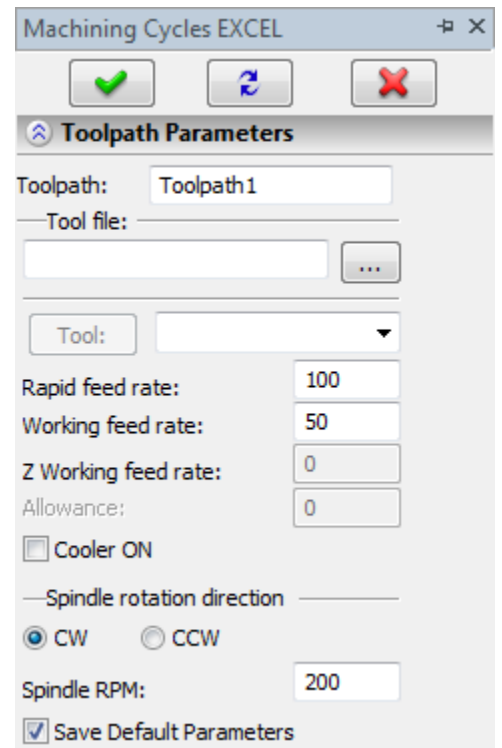 Machining Cycles EXCEL
Toolpath Parameters
Toolpath: Toolpath1
Tool file:
...
Tool:
Rapid feed rate: 100
Working feed rate: 50
Z Working feed rate: 0
Allowance: 0
Cooler ON
Spindle rotation direction
CW CCW
Spindle RPM: 200
Save Default Parameters